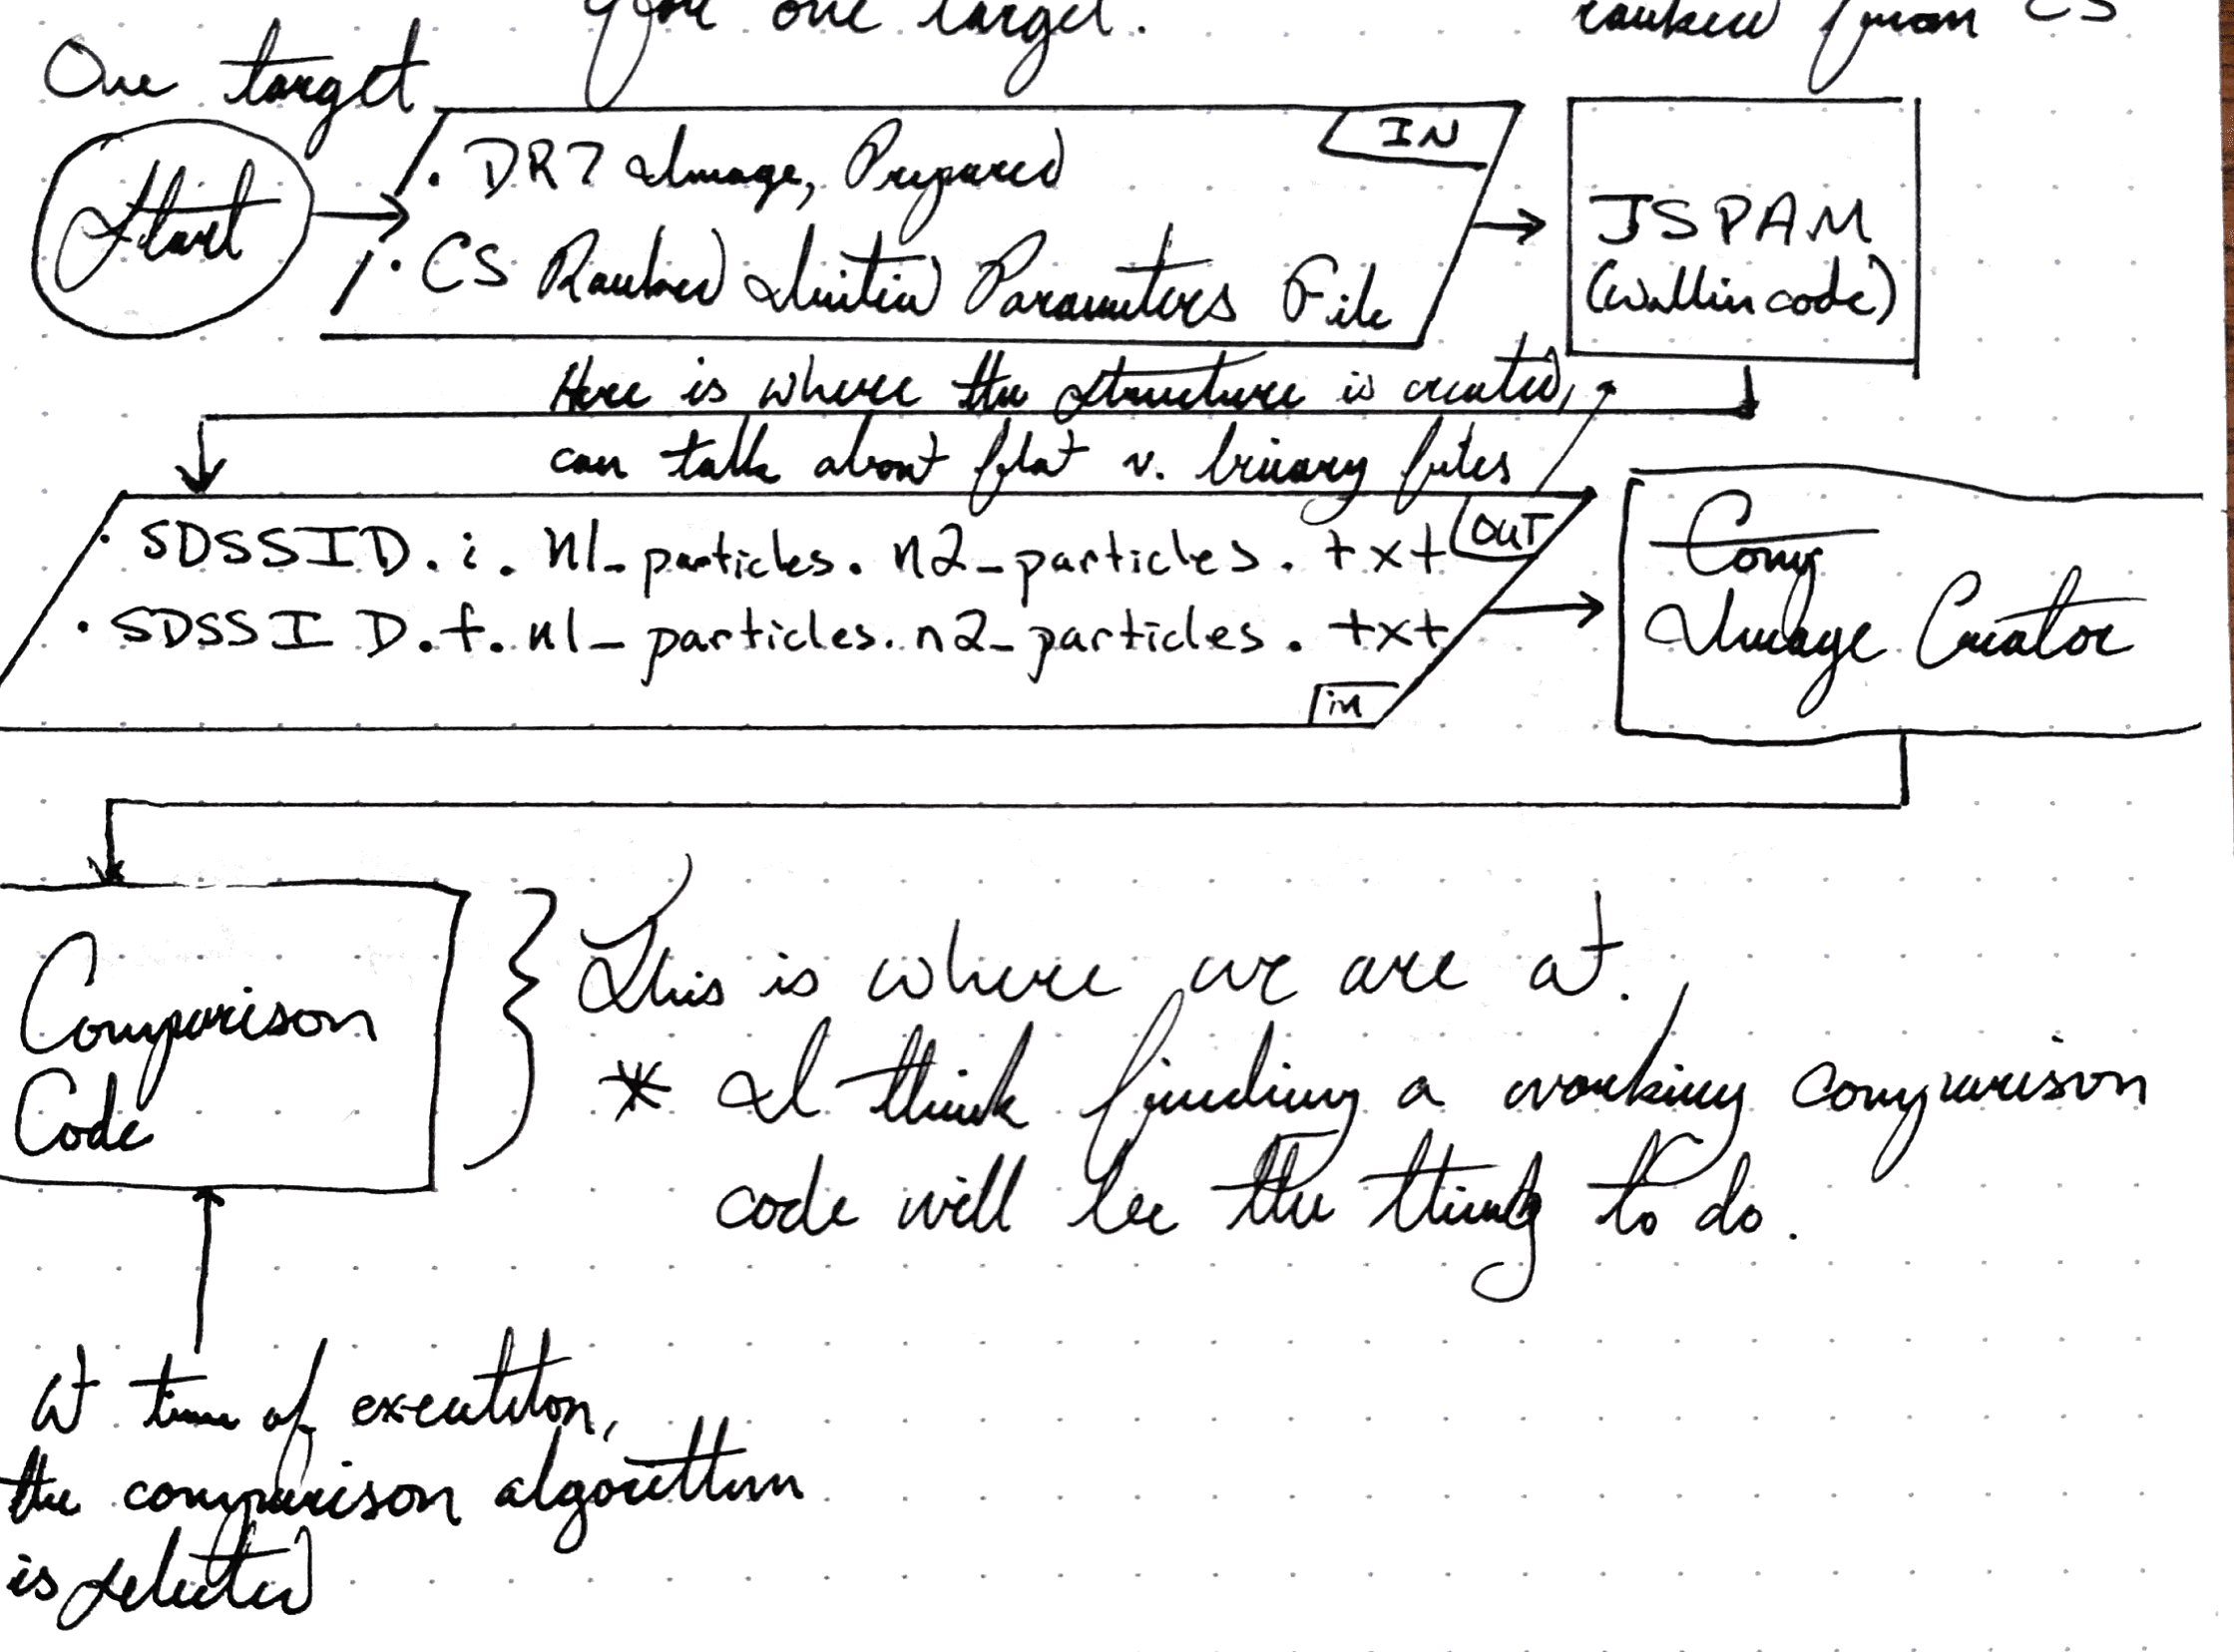 for one target.
ranked from CS
One target
Start
IN
• DR7 Image, Prepared
• CS Ranked Initial Parameters File
JSPAM
(Wallin code)
Here is where the structure is created,
can talk about flat v. binary files
OUT
• SDSSID.i.n1_particles.n2_particles.txt
• SDSSID.f.n1_particles.n2_particles.txt
in
Image Creator
Comparison
Code
This is where we are at.
* I think finding a working comparison
code will be the thing to do.
At time of execution,
the comparison algorithm
is selected